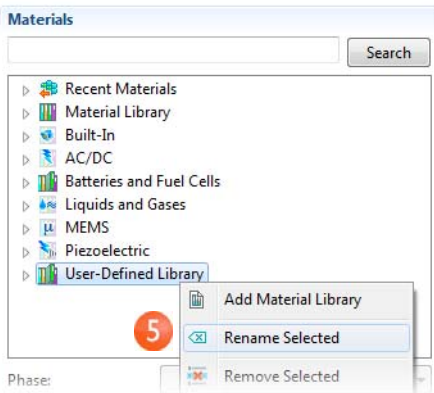 Materials
Search
Recent Materials
Material Library
Built-In
AC/DC
Batteries and Fuel Cells
Liquids and Gases
μ MEMS
Piezoelectric
User-Defined Library
Add Material Library
5
Rename Selected
Phase:
Remove Selected